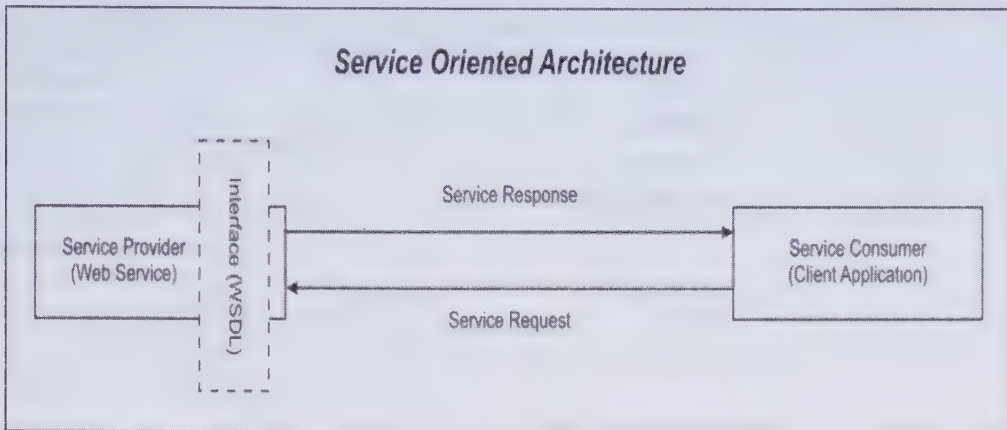 Service Oriented Architecture
Interface (WSDL)
Service Response
Service Provider
(Web Service)
Service Consumer
(Client Application)
Service Request